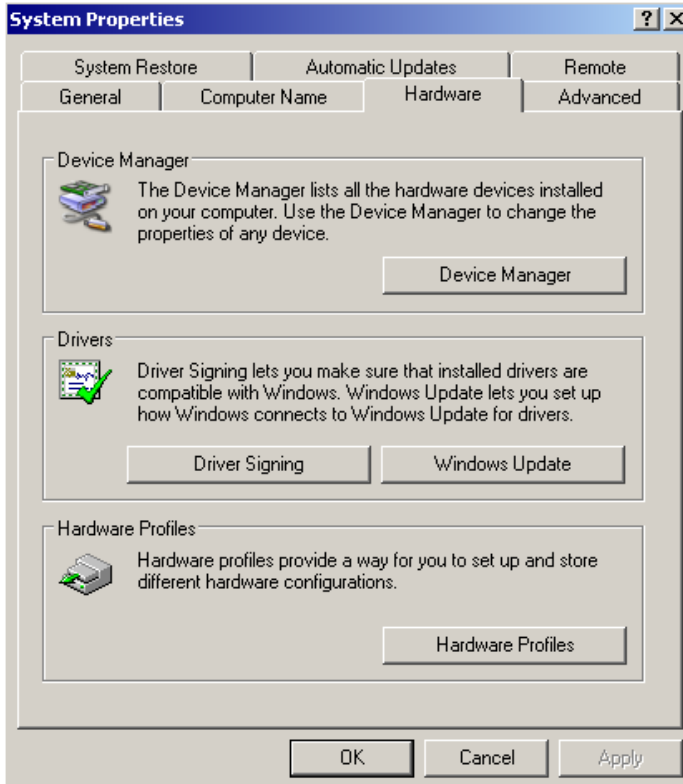 System Properties
System Restore Automatic Updates Remote
General Computer Name Hardware Advanced
Device Manager
The Device Manager lists all the hardware devices installed
on your computer. Use the Device Manager to change the
properties of any device.
Device Manager
Drivers
Driver Signing lets you make sure that installed drivers are
compatible with Windows. Windows Update lets you set up
how Windows connects to Windows Update for drivers.
Driver Signing Windows Update
Hardware Profiles
Hardware profiles provide a way for you to set up and store
different hardware configurations.
Hardware Profiles
OK Cancel Apply